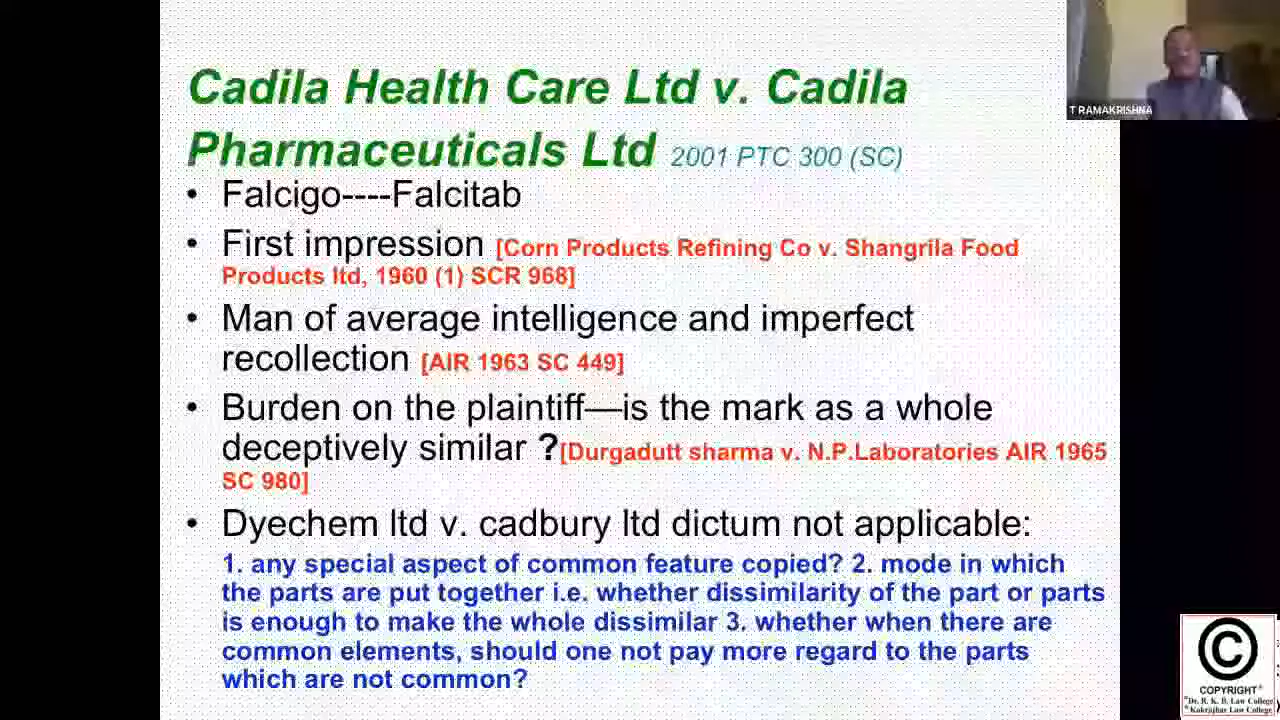 Cadila Health Care Ltd v. Cadila
Pharmaceuticals Ltd 2001 PTC 300 (SC)
• Falcigo----Falcitab
• First impression [Corn Products Refining Co v. Shangrila Food
Products ltd, 1960 (1) SCR 968]
• Man of average intelligence and imperfect
recollection [AIR 1963 SC 449]
• Burden on the plaintiff—is the mark as a whole
deceptively similar ?[Durgadutt sharma v. N.P.Laboratories AIR 1965
SC 980]
• Dyechem ltd v. cadbury ltd dictum not applicable:
1. any special aspect of common feature copied? 2. mode in which
the parts are put together i.e. whether dissimilarity of the part or parts
is enough to make the whole dissimilar 3. whether when there are
common elements, should one not pay more regard to the parts
which are not common?
T RAMAKRISHNA
©
COPYRIGHT
Dr. R. K. B. Law College
Kokrajhar Law College